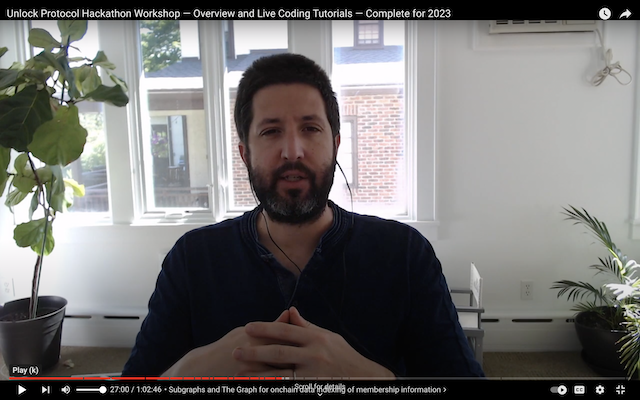 Unlock Protocol Hackathon Workshop — Overview and Live Coding Tutorials — Complete for 2023
Play (k)
Scroll for details
27:00 / 1:02:46 • Subgraphs and The Graph for onchain data indexing of membership information